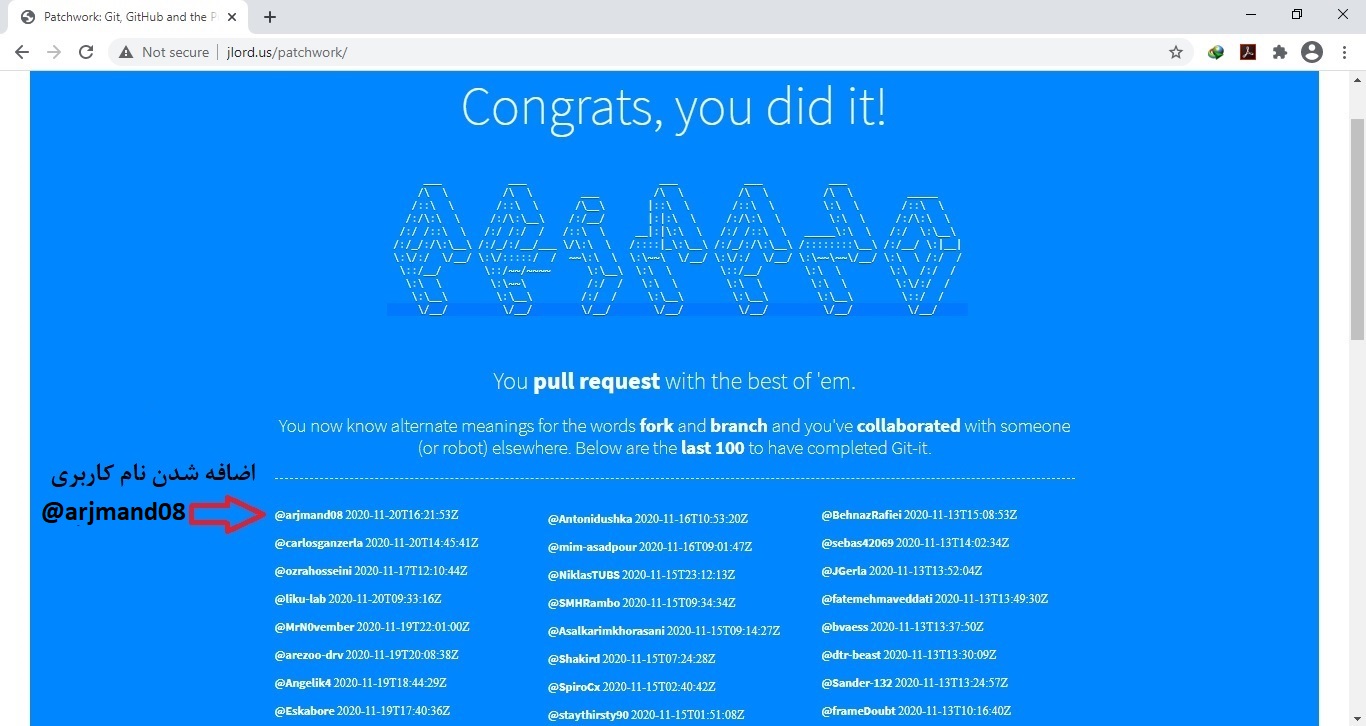 Patchwork: Git, GitHub and the P
Not secure | jlord.us/patchwork/
Congrats, you did it!
You pull request with the best of 'em.
You now know alternate meanings for the words fork and branch and you've collaborated with someone
(or robot) elsewhere. Below are the last 100 to have completed Git-it.
اضافه شدن نام کاربری
@arjmand08
@arjmand08 2020-11-20T16:21:53Z
@carlosganzerla 2020-11-20T14:45:41Z
@ozrahosseini 2020-11-17T12:10:44Z
@liku-lab 2020-11-20T09:33:16Z
@MrN0vember 2020-11-19T22:01:00Z
@arezoo-drv 2020-11-19T20:08:38Z
@Angelik4 2020-11-19T18:44:29Z
@Eskabore 2020-11-19T17:40:36Z
@Antonidushka 2020-11-16T10:53:20Z
@mim-asadpour 2020-11-16T09:01:47Z
@NiklasTUBS 2020-11-15T23:12:13Z
@SMHRambo 2020-11-15T09:34:34Z
@Asalkarimkhorasani 2020-11-15T09:14:27Z
@Shakird 2020-11-15T07:24:28Z
@SpiroCx 2020-11-15T02:40:42Z
@staythirsty90 2020-11-15T01:51:08Z
@BehnazRafiei 2020-11-13T15:08:53Z
@sebas42069 2020-11-13T14:02:34Z
@JGerla 2020-11-13T13:52:04Z
@fatemehmaveddati 2020-11-13T13:49:30Z
@bvaess 2020-11-13T13:37:50Z
@dtr-beast 2020-11-13T13:30:09Z
@Sander-132 2020-11-13T13:24:57Z
@frameDoubt 2020-11-13T10:16:40Z